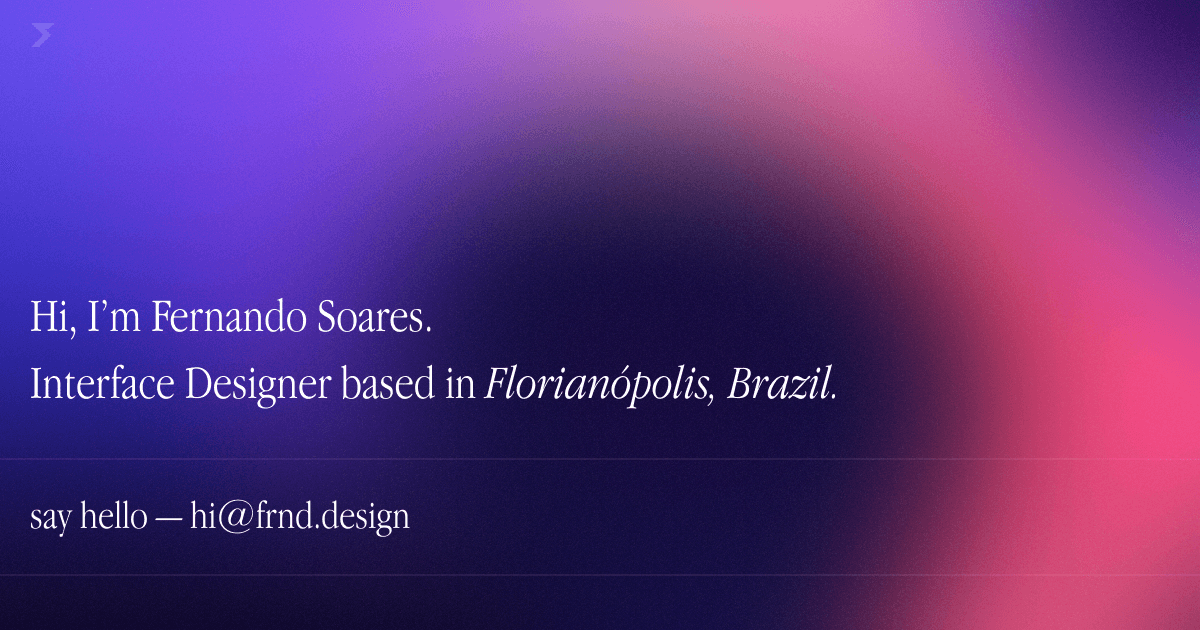 Hi, I’m Fernando Soares.
Interface Designer based in Florianópolis, Brazil.
say hello — hi@frnd.design